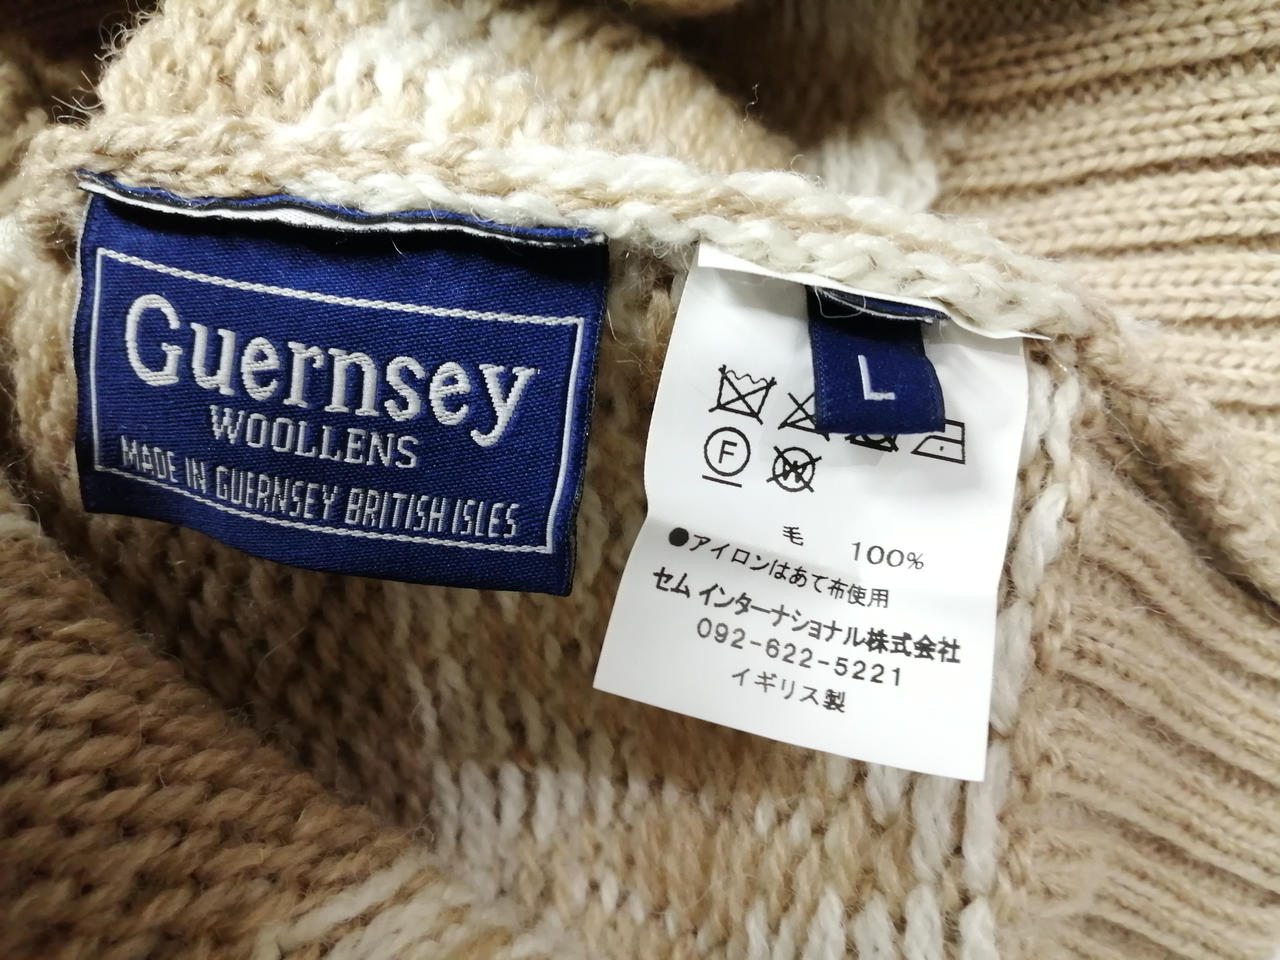 Guernsey
WOOLLENS
MADE IN GUERNSEY BRITISH ISLES
L
F
W
毛 100%
●アイロンはあて布使用
セム インターナショナル株式会社
092-622-5221
イギリス製